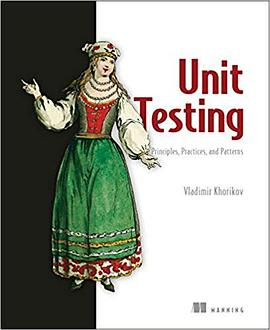 Unit
Testing
Principles, Practices, and Patterns
Vladimir Khorikov
MANNING